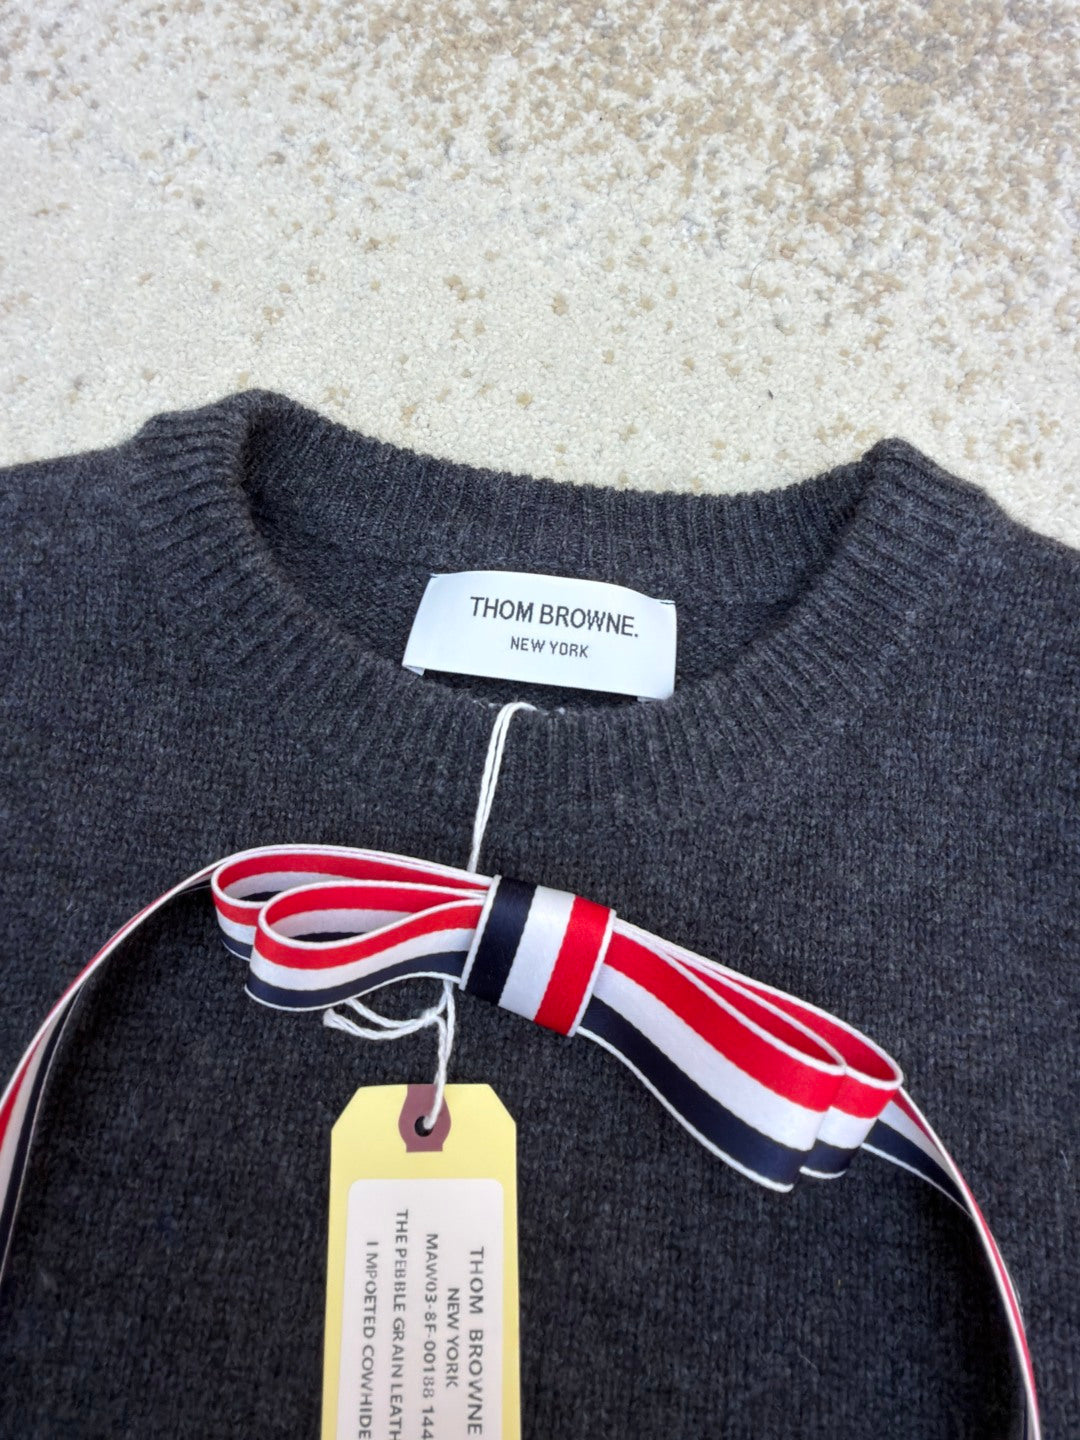 THOM BROWNE.
NEW YORK
THOM BROWNE
NEW YORK
MAW03-8F-00188 144
THE PEBBLE GRAIN LEATH
I MPOETED COWHIDE